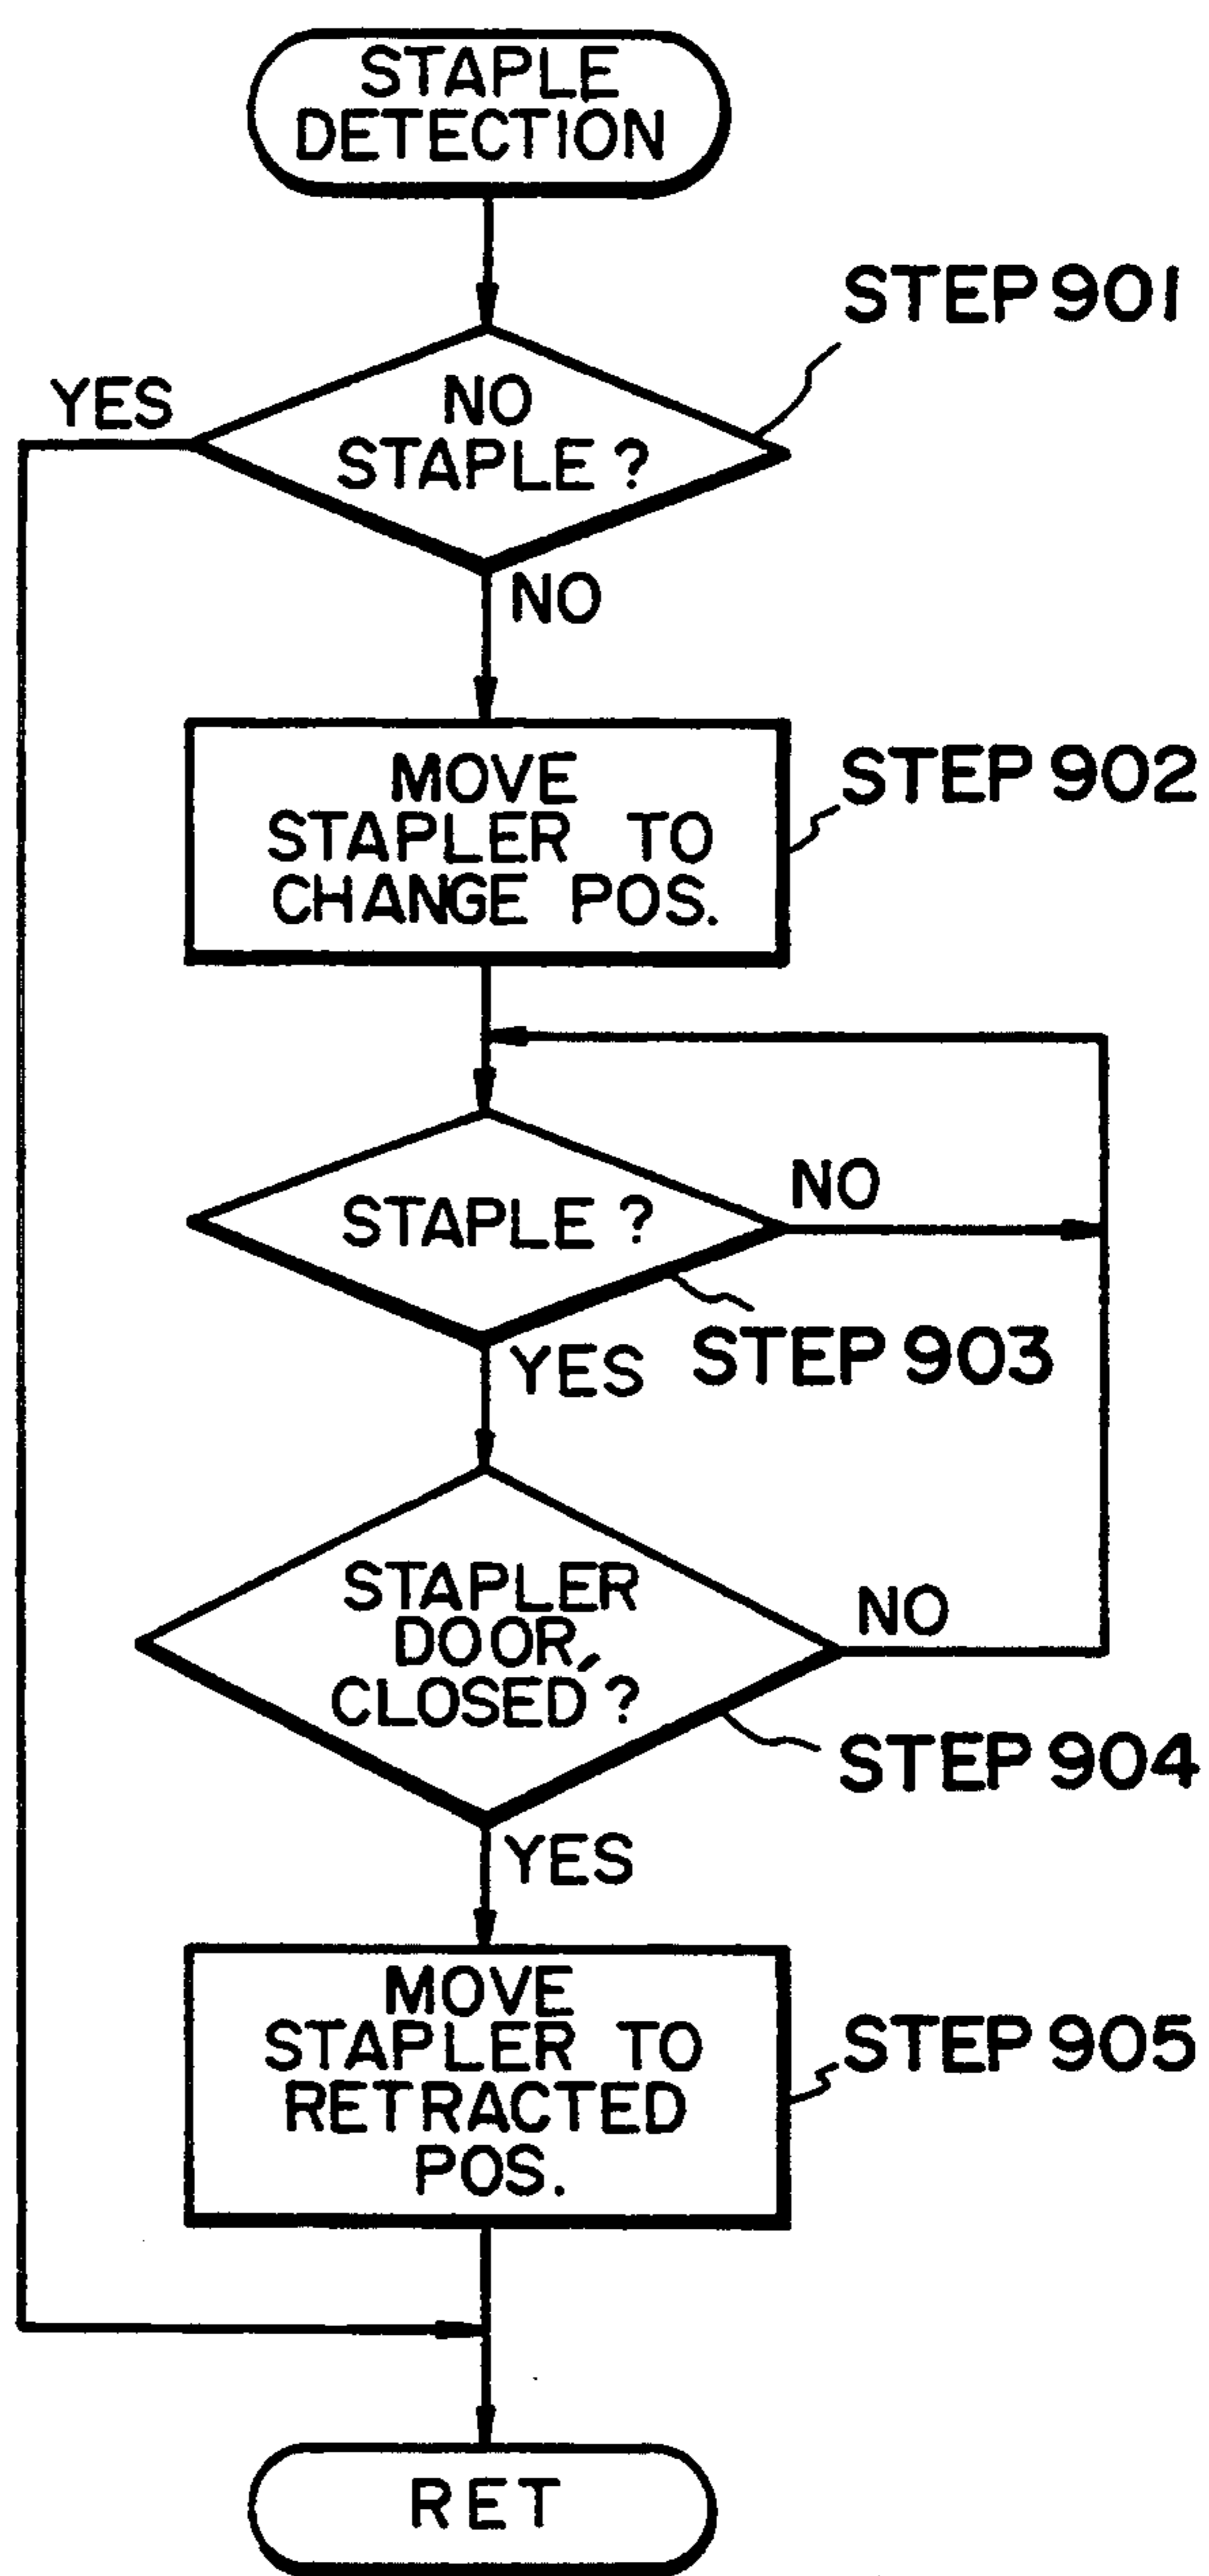 STAPLE
DETECTION
STEP 901
YES
NO
STAPLE ?
NO
MOVE
STAPLER TO
CHANGE POS.
STEP 902
STAPLE ?
NO
STEP 903
YES
STAPLER
DOOR
CLOSED ?
NO
STEP 904
YES
MOVE
STAPLER TO
RETRACTED
POS.
STEP 905
RET